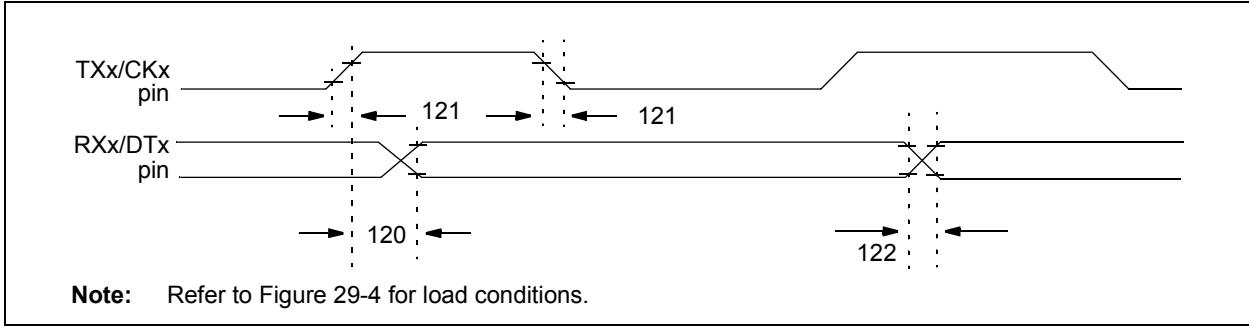 TXx/CKx
pin
121
121
RXx/DTx
pin
120
122
Note: Refer to Figure 29-4 for load conditions.